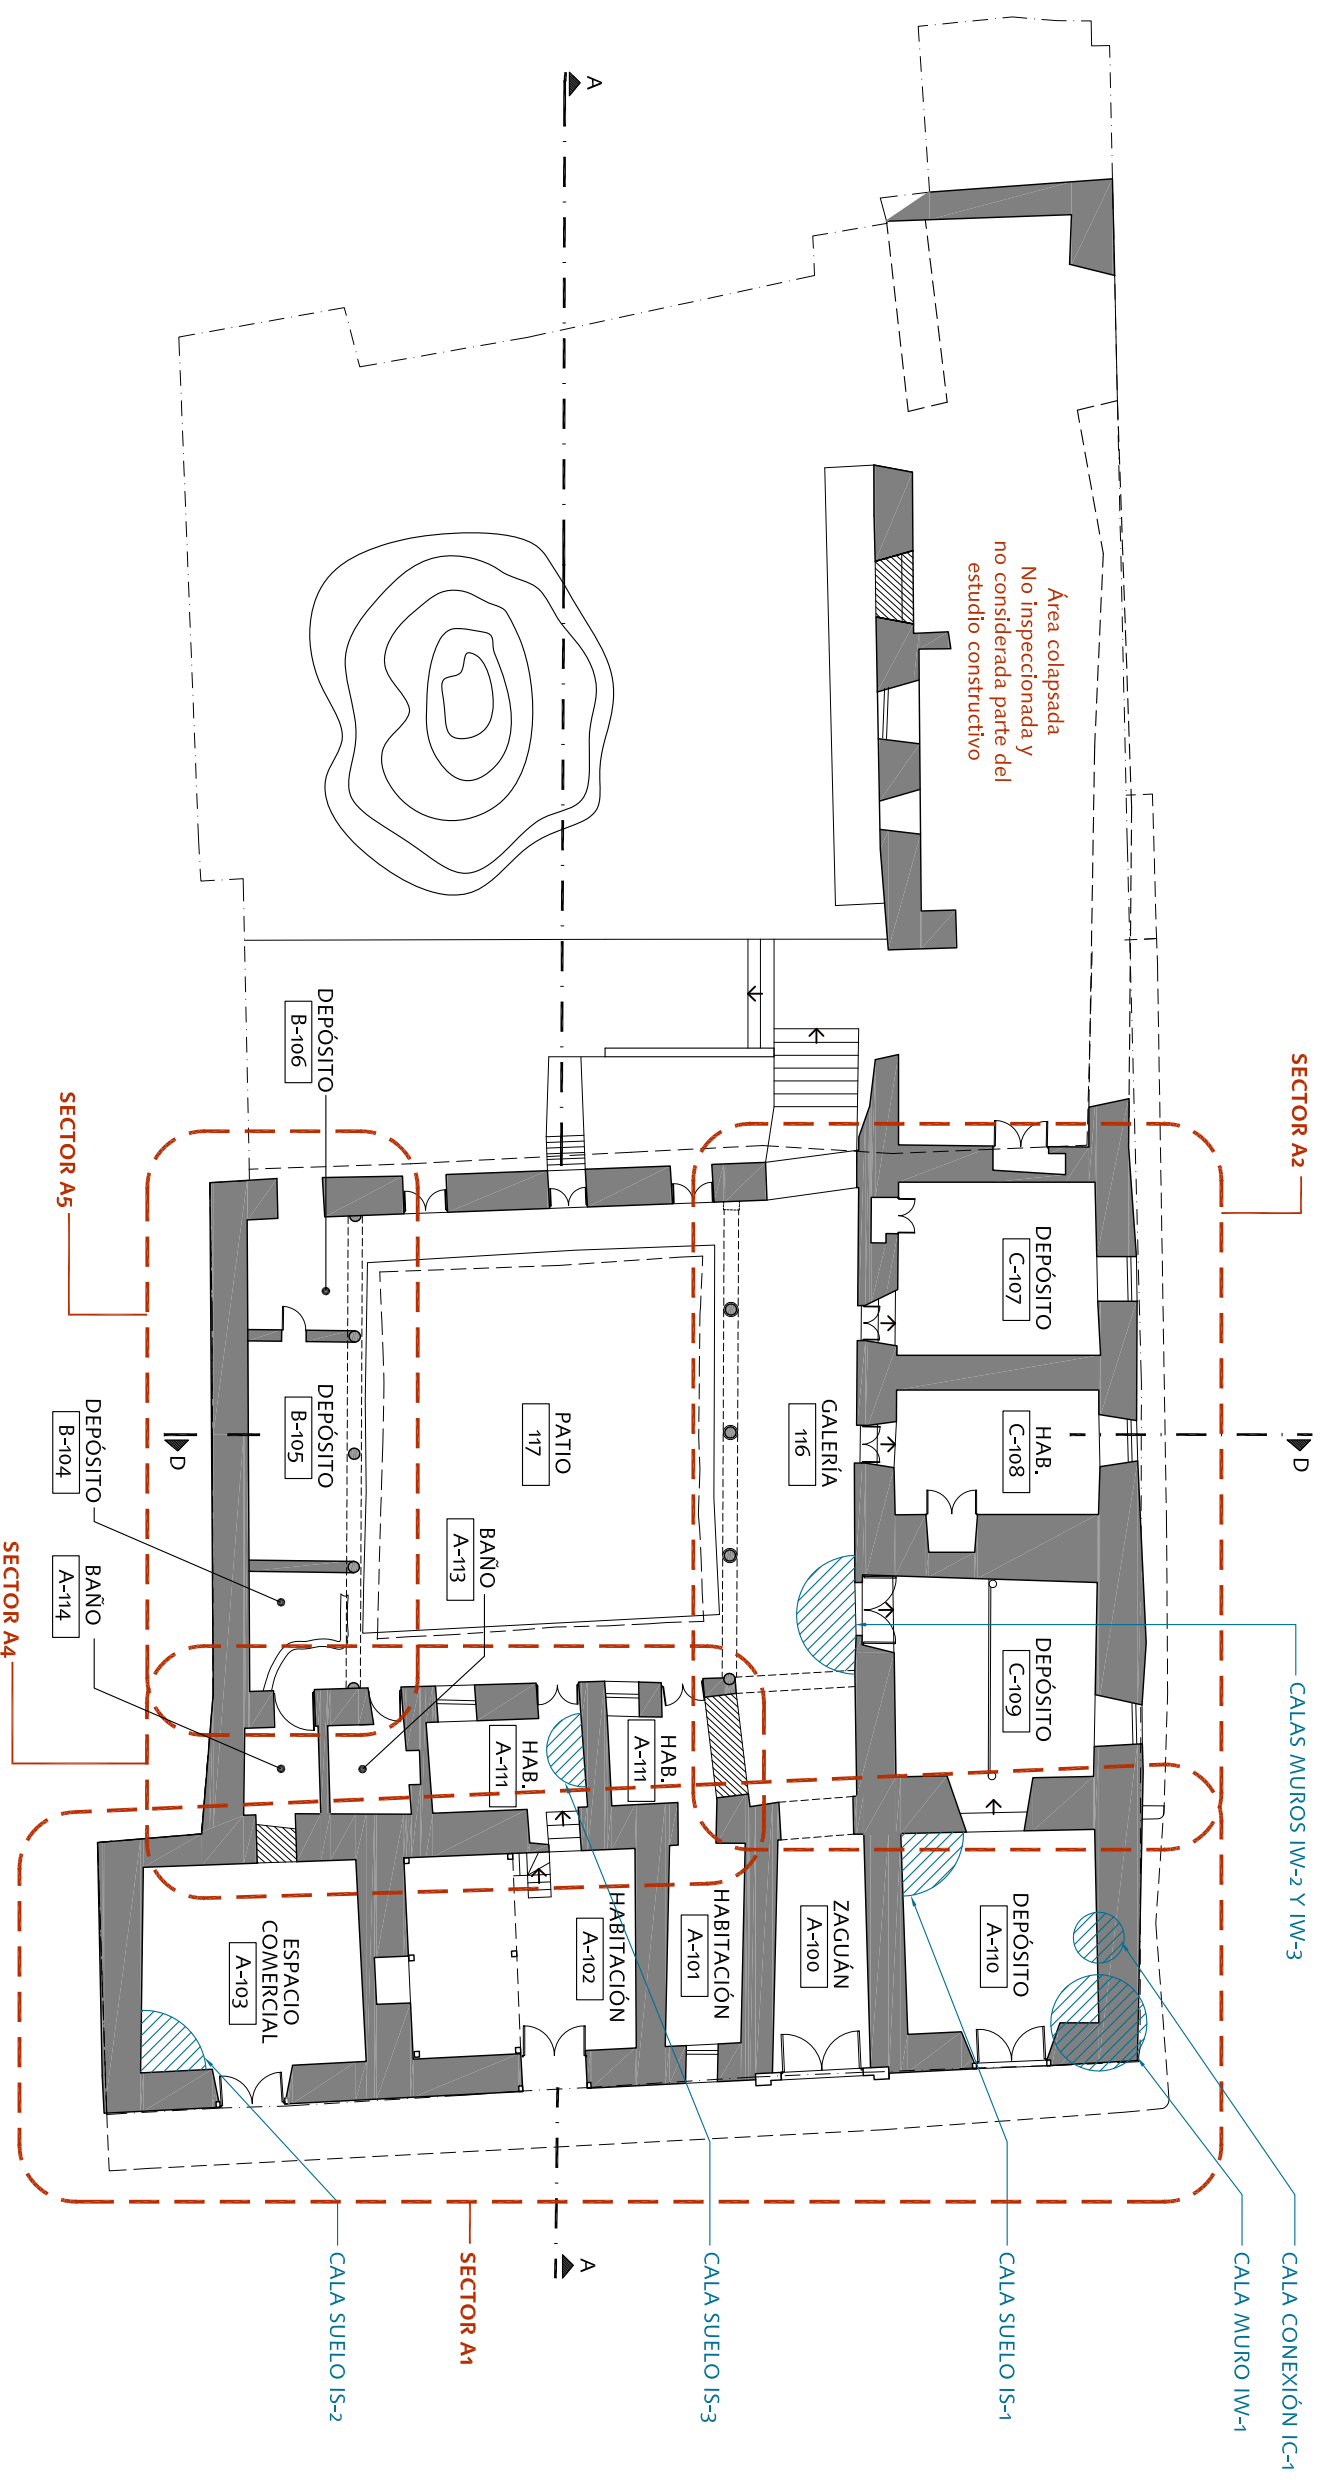 A
Área colapsada
No inspeccionada y
no considerada parte del
estudio constructivo
SECTOR A2
SECTOR A5
SECTOR A4
SECTOR A1
DEPÓSITO
B-106
DEPÓSITO
B-105
DEPÓSITO
B-104
BAÑO
A-114
BAÑO
A-113
PATIO
117
GALERÍA
116
DEPÓSITO
C-107
HAB.
C-108
DEPÓSITO
C-109
D
D
HAB.
A-111
HAB.
A-111
ESPACIO
COMERCIAL
A-103
HABITACIÓN
A-102
HABITACIÓN
A-101
ZAGUÁN
A-100
DEPÓSITO
A-110
A
CALAS MUROS IW-2 Y IW-3
CALA CONEXIÓN IC-1
CALA MURO IW-1
CALA SUELO IS-1
CALA SUELO IS-3
CALA SUELO IS-2